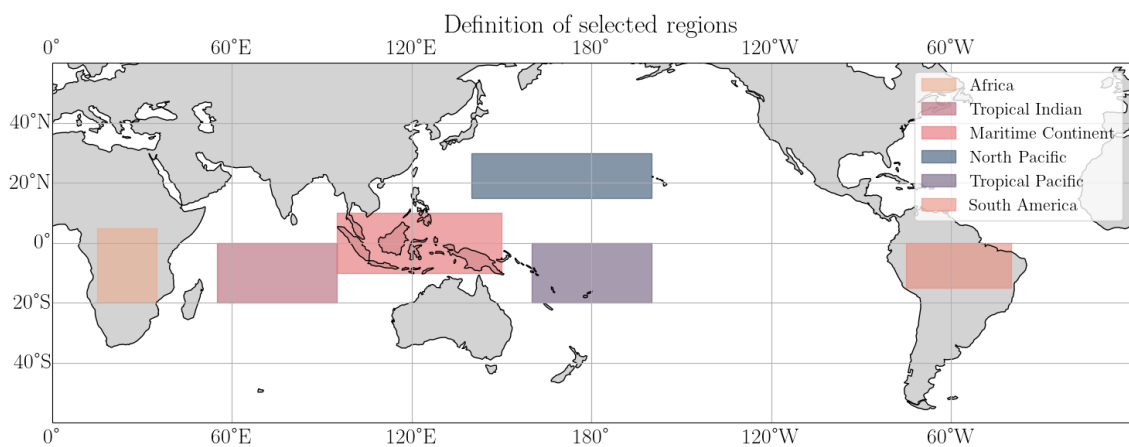 Definition of selected regions
0° 60°E 120°E 180° 120°W 60°W
Africa
Tropical Indian
Maritime Continent
North Pacific
Tropical Pacific
South America
40°N
20°N
0°
20°S
40°S
0° 60°E 120°E 180° 120°W 60°W